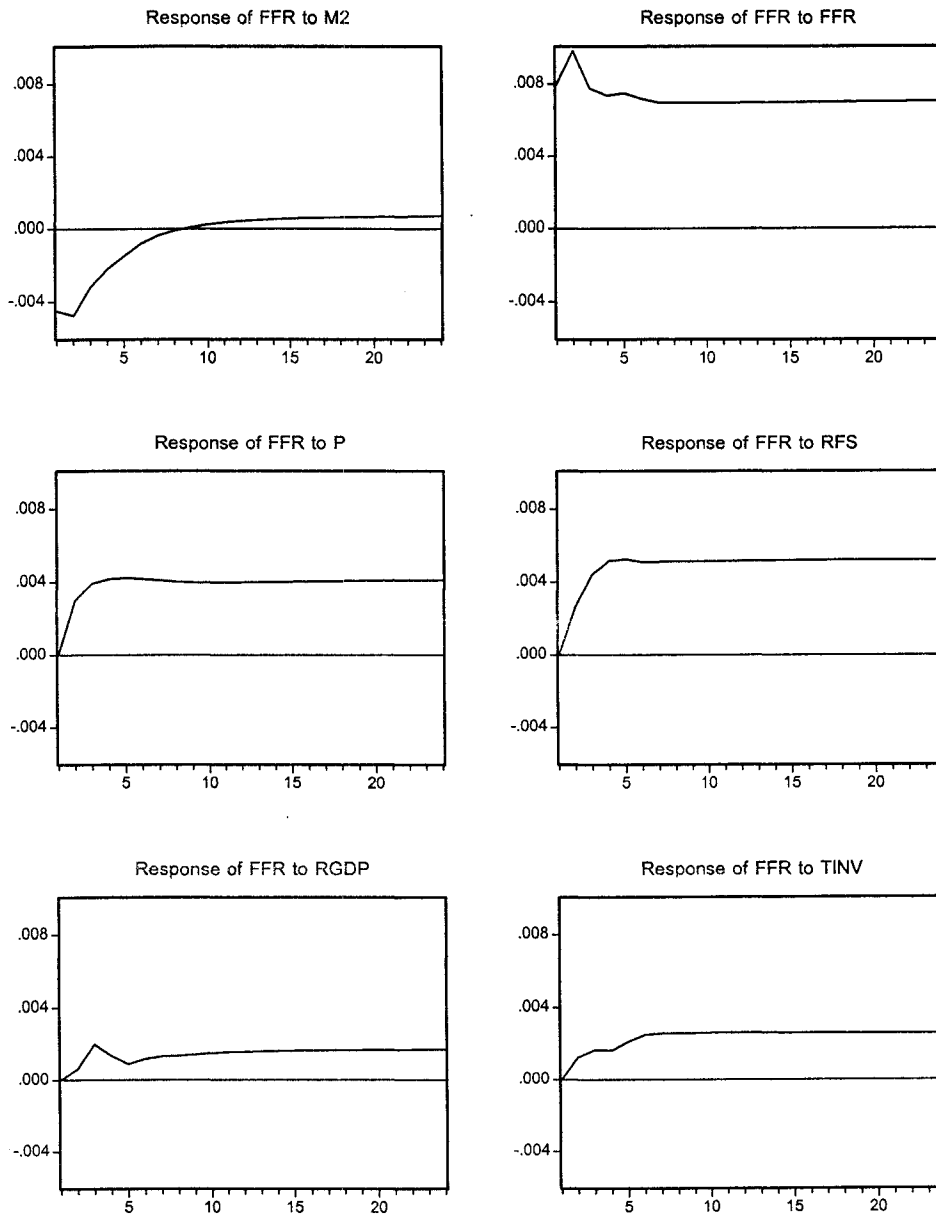 Response of FFR to M2
.008
.004
.000
-.004
5 10 15 20
Response of FFR to FFR
.008
.004
.000
-.004
5 10 15 20
Response of FFR to P
.008
.004
.000
-.004
5 10 15 20
Response of FFR to RFS
.008
.004
.000
-.004
5 10 15 20
Response of FFR to RGDP
.008
.004
.000
-.004
5 10 15 20
Response of FFR to TINV
.008
.004
.000
-.004
5 10 15 20